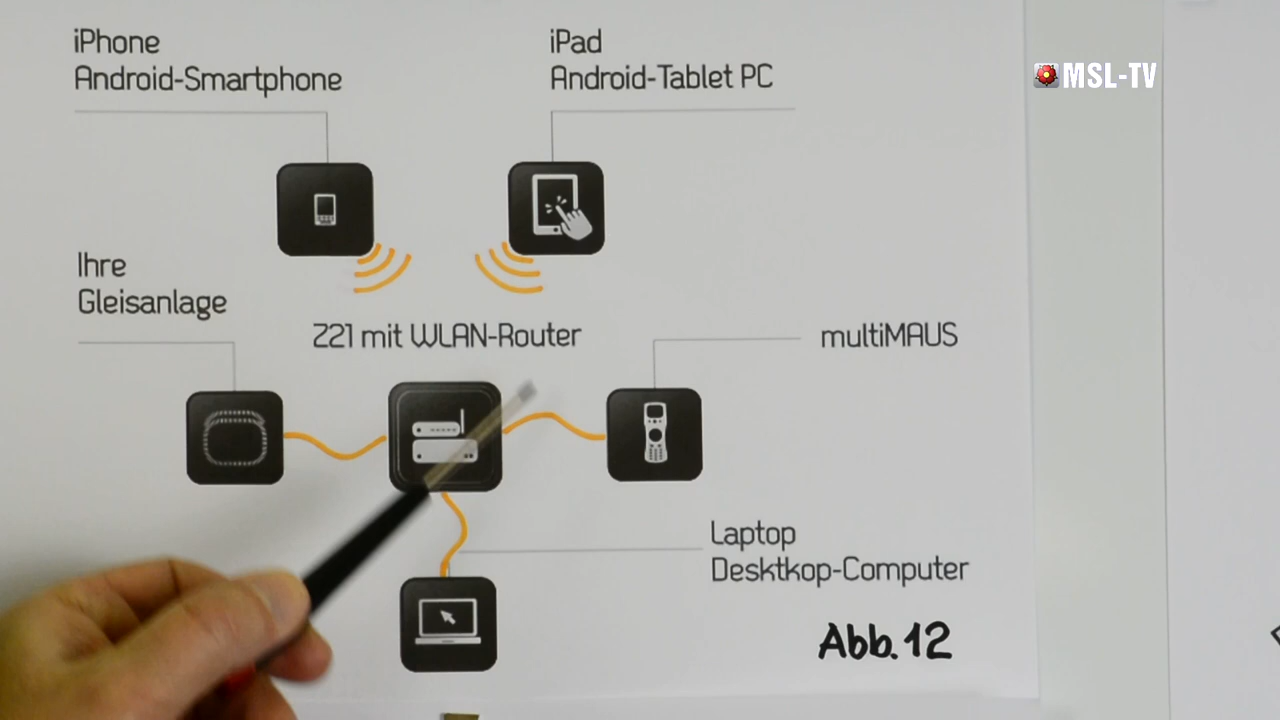 iPhone
Android-Smartphone
iPad
Android-Tablet PC
MSL-TV
Ihre
Gleisanlage
Z21 mit WLAN-Router
multiMAUS
Laptop
Desktkop-Computer
Abb. 12